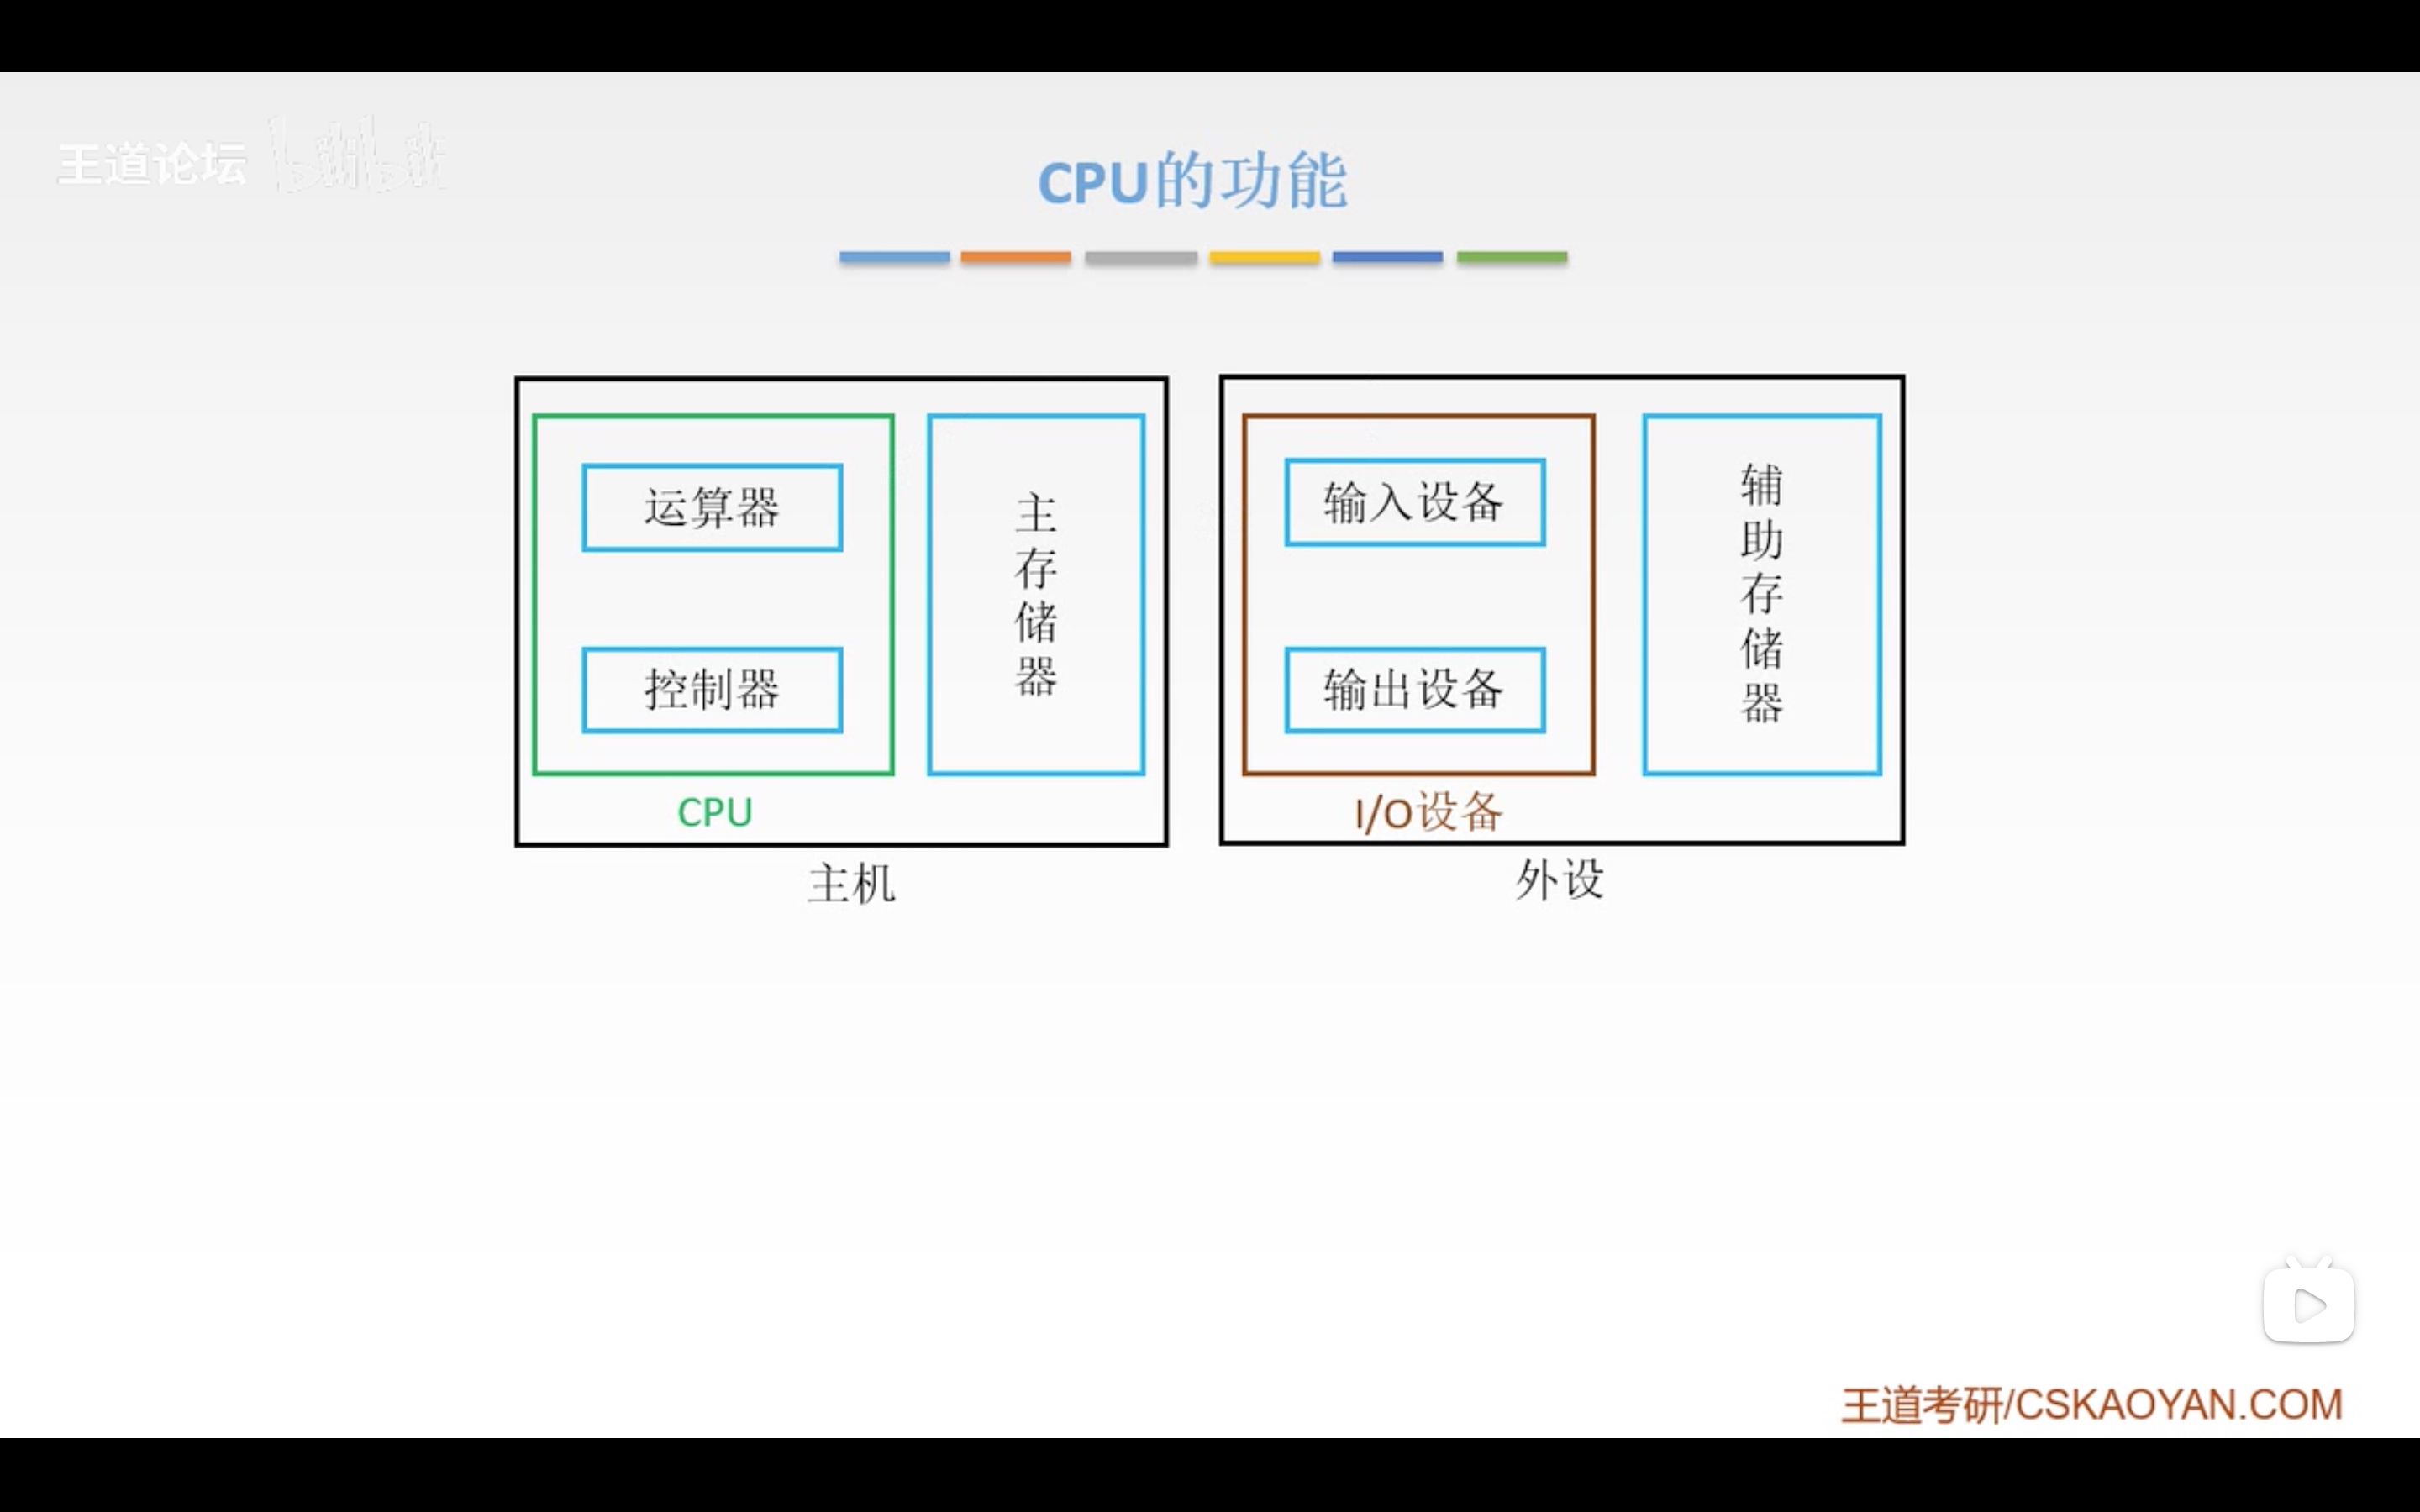 王道论坛 bilibili
CPU的功能
运算器
控制器
CPU
主存储器
主机
输入设备
输出设备
I/O设备
辅助存储器
外设
王道考研/CSKAOYAN.COM